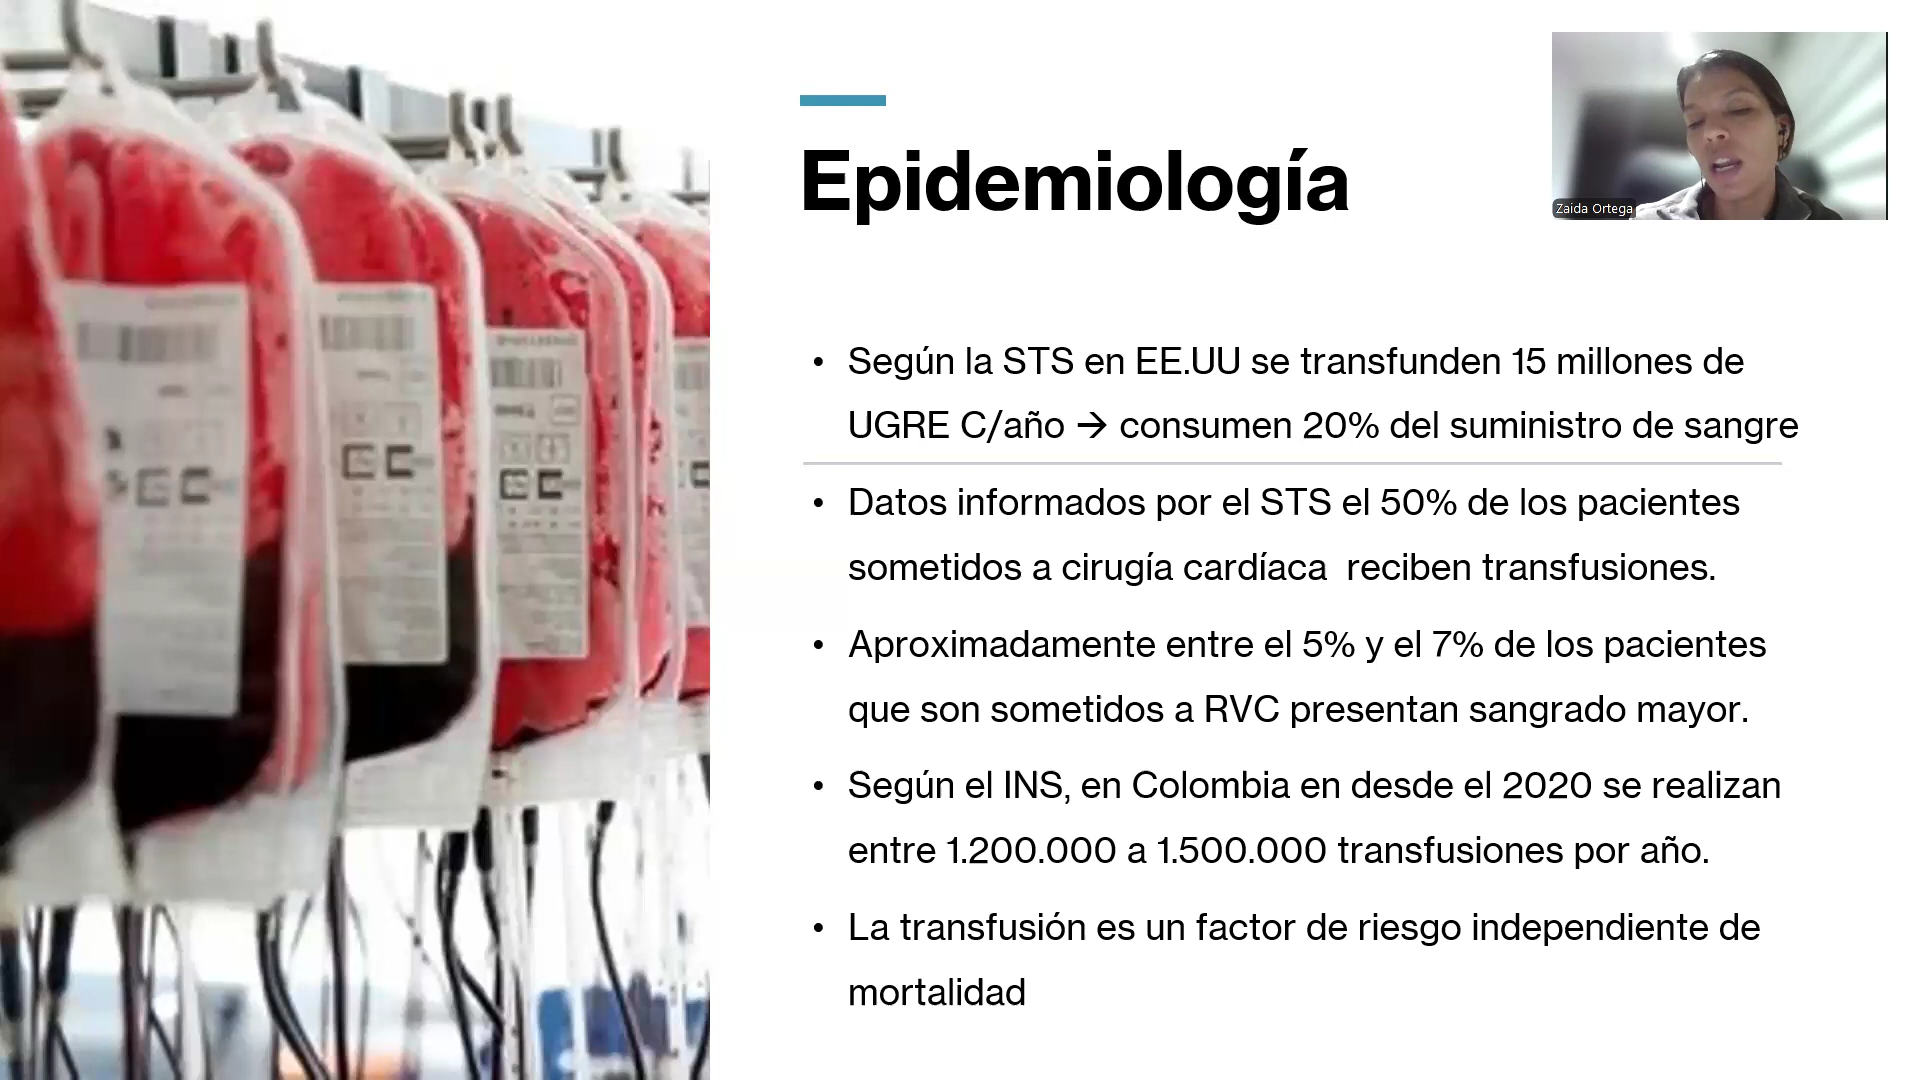 Epidemiología
Zaida Ortega
• Según la STS en EE.UU se transfunden 15 millones de
UGRE C/año → consumen 20% del suministro de sangre
• Datos informados por el STS el 50% de los pacientes
sometidos a cirugía cardíaca reciben transfusiones.
• Aproximadamente entre el 5% y el 7% de los pacientes
que son sometidos a RVC presentan sangrado mayor.
• Según el INS, en Colombia en desde el 2020 se realizan
entre 1.200.000 a 1.500.000 transfusiones por año.
• La transfusión es un factor de riesgo independiente de
mortalidad